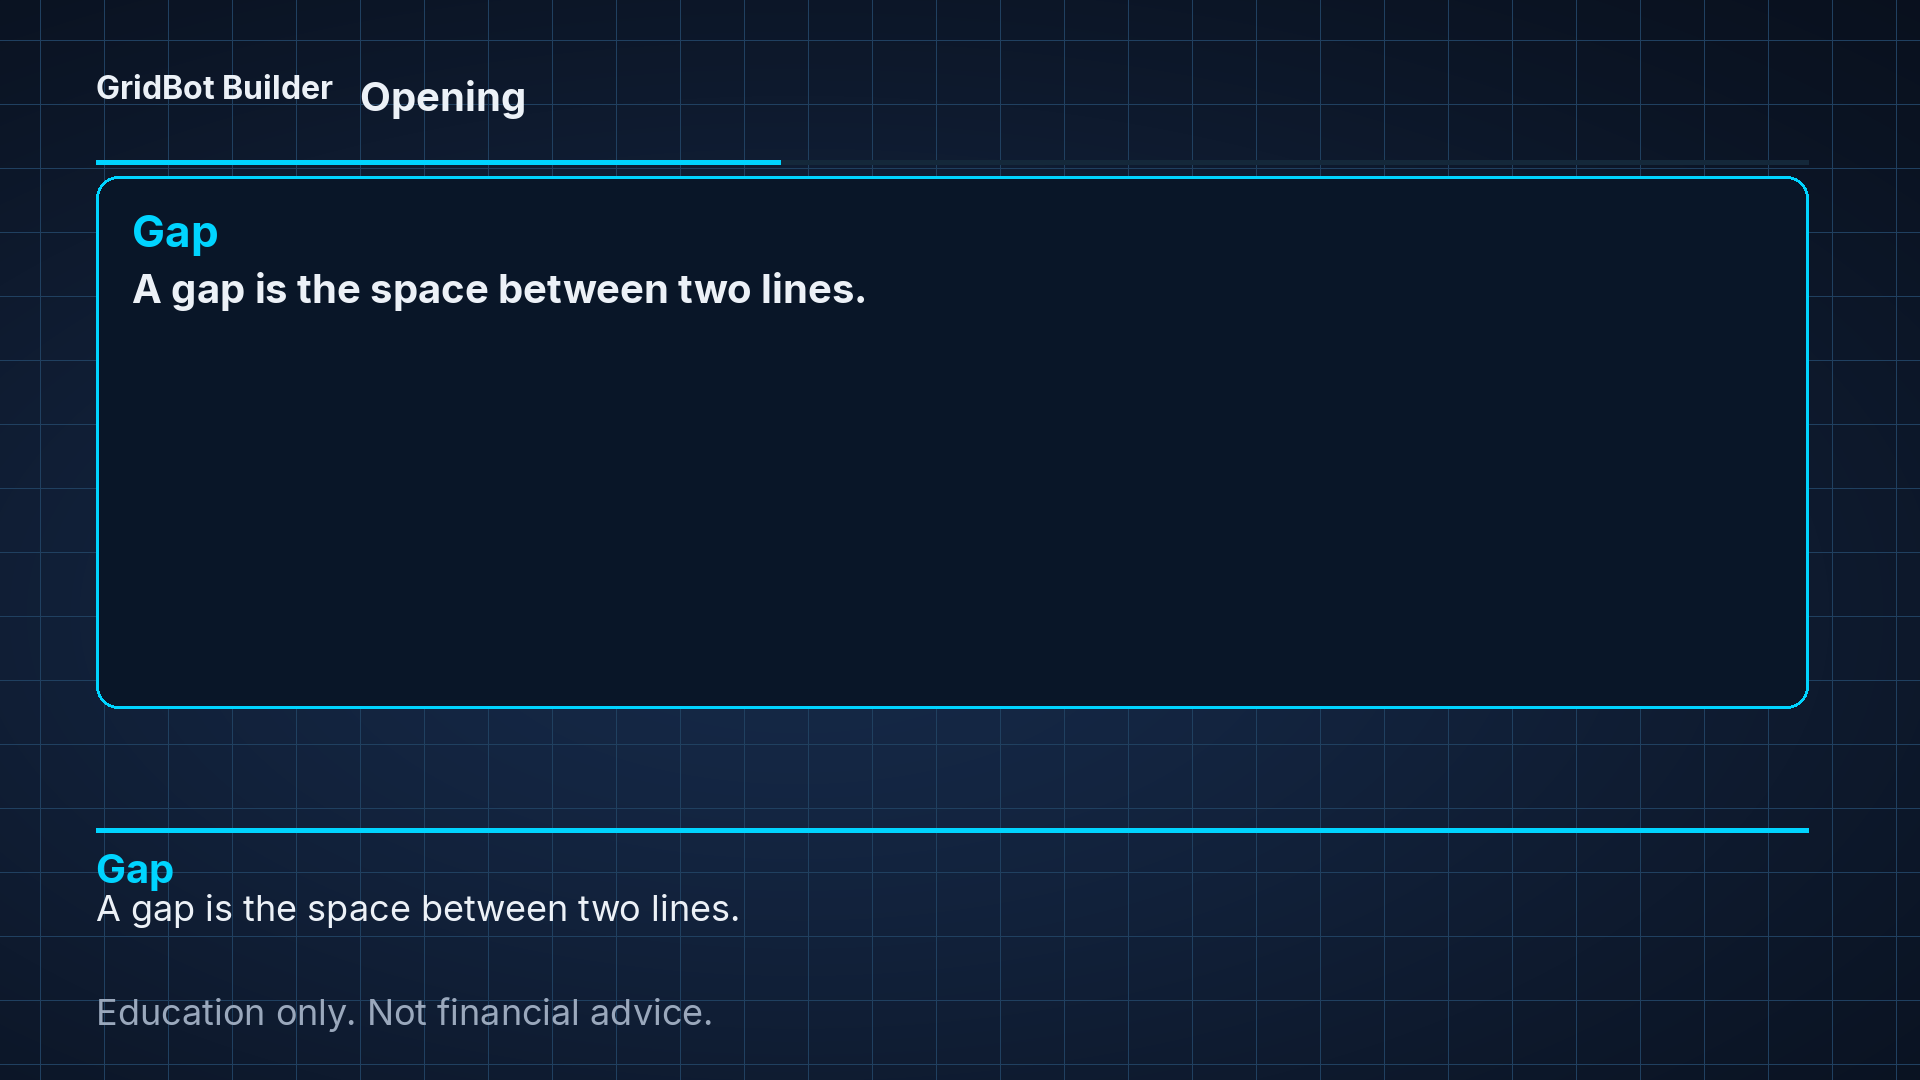 GridBot Builder
Opening
Gap
A gap is the space between two lines.
Gap
A gap is the space between two lines.
Education only. Not financial advice.